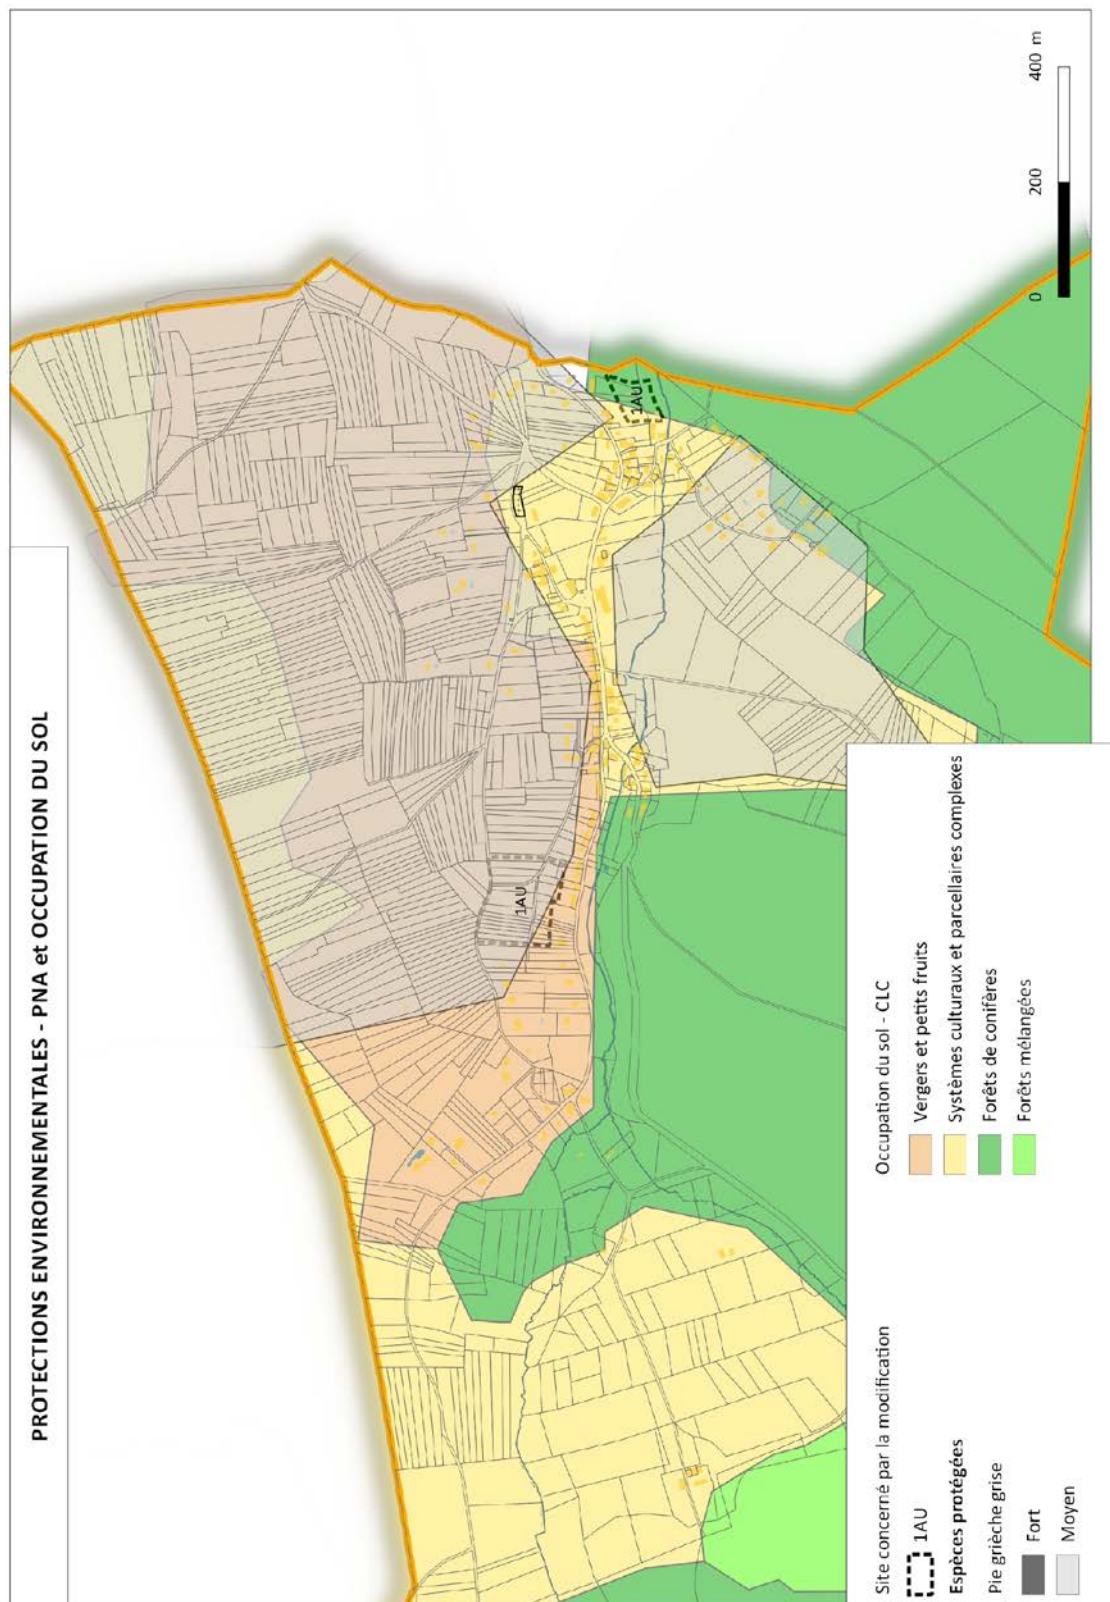 PROTECTIONS ENVIRONNEMENTALES - PNA et OCCUPATION DU SOL
1AU
1AU
0 200 400 m
Site concerné par la modification
1AU
Espèces protégées
Pie grièche grise
Fort
Moyen
Occupation du sol - CLC
Vergers et petits fruits
Systèmes culturaux et parcellaires complexes
Forêts de conifères
Forêts mélangées